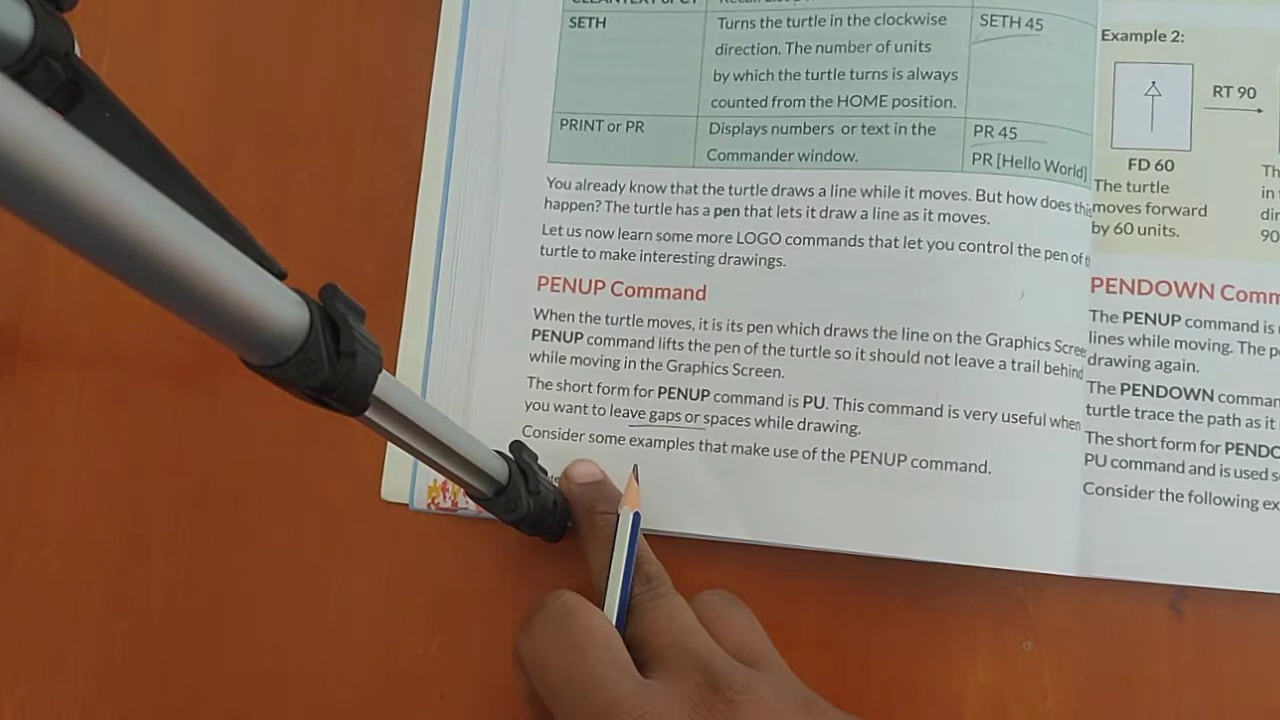 SETH
Turns the turtle in the clockwise
direction. The number of units
by which the turtle turns is always
counted from the HOME position.
SETH 45
PRINT or PR
Displays numbers or text in the
Commander window.
PR 45
PR [Hello World]
You already know that the turtle draws a line while it moves. But how does this
happen? The turtle has a pen that lets it draw a line as it moves.
Let us now learn some more LOGO commands that let you control the pen of
turtle to make interesting drawings.
PENUP Command
When the turtle moves, it is its pen which draws the line on the Graphics Scree
PENUP command lifts the pen of the turtle so it should not leave a trail behind
while moving in the Graphics Screen.
The short form for PENUP command is PU. This command is very useful when
you want to leave gaps or spaces while drawing.
Consider some examples that make use of the PENUP command.
Example 2:
RT 90
FD 60
The turtle
moves forward
by 60 units.
Th
in
dir
90
PENDOWN Comm
The PENUP command is
lines while moving. The p
drawing again.
The PENDOWN comman
turtle trace the path as it
The short form for PENDO
PU command and is used s
Consider the following ex